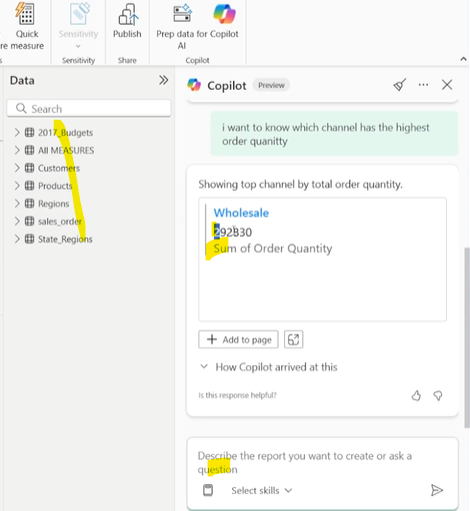 Quick
re measure
Sensitivity
Publish
Prep data for Copilot
AI
Sensitivity
Share
Copilot
Data
Search
2017_Budgets
All MEASURES
Customers
Products
Regions
sales_order
State_Regions
Copilot
Preview
i want to know which channel has the highest
order quanitty
Showing top channel by total order quantity.
Wholesale
292830
Sum of Order Quantity
Add to page
How Copilot arrived at this
Is this response helpful?
Describe the report you want to create or ask a
question
Select skills